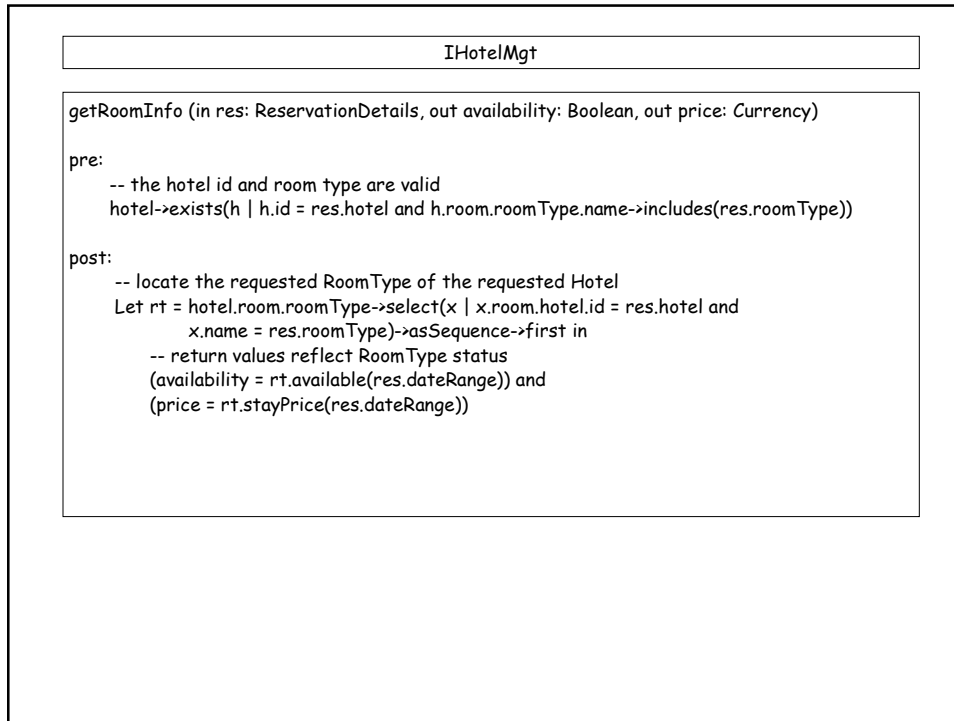 IHotelMgt
getRoomInfo (in res: ReservationDetails, out availability: Boolean, out price: Currency)
pre:
-- the hotel id and room type are valid
hotel->exists(h | h.id = res.hotel and h.room.roomType.name->includes(res.roomType))
post:
-- locate the requested RoomType of the requested Hotel
Let rt = hotel.room.roomType->select(x | x.room.hotel.id = res.hotel and
x.name = res.roomType)->asSequence->first in
-- return values reflect RoomType status
(availability = rt.available(res.dateRange)) and
(price = rt.stayPrice(res.dateRange))